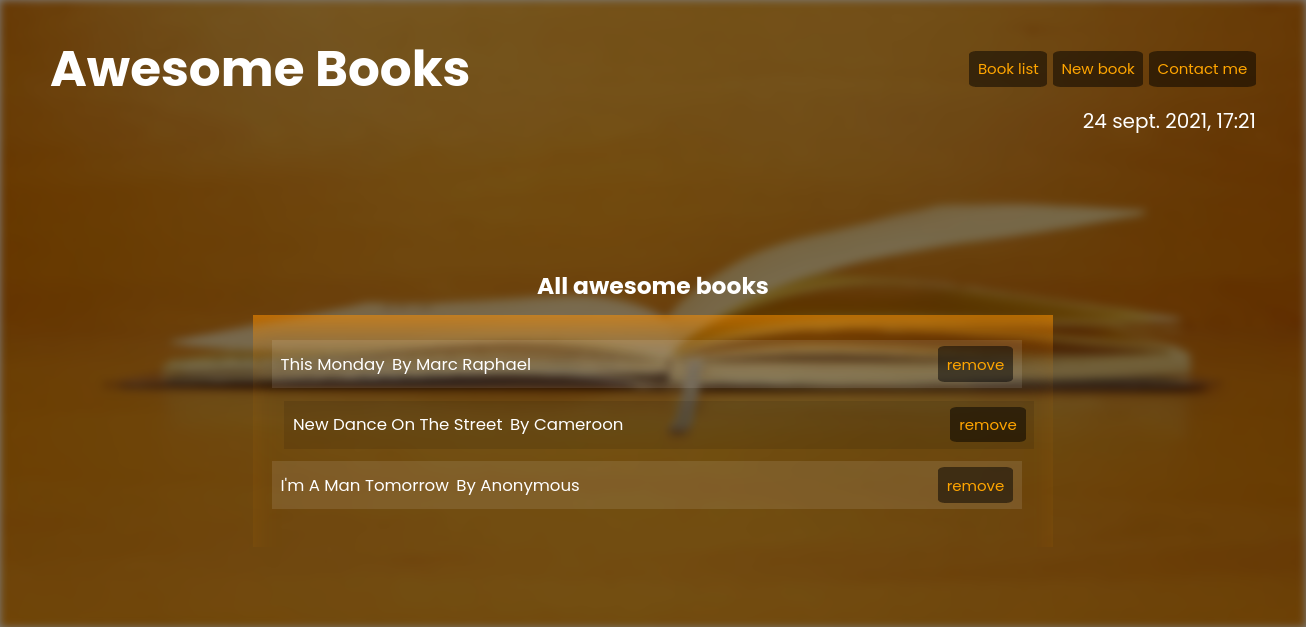 Awesome Books
Book list New book Contact me
24 sept. 2021, 17:21
All awesome books
This Monday By Marc Raphael remove
New Dance On The Street By Cameroon remove
I'm A Man Tomorrow By Anonymous remove